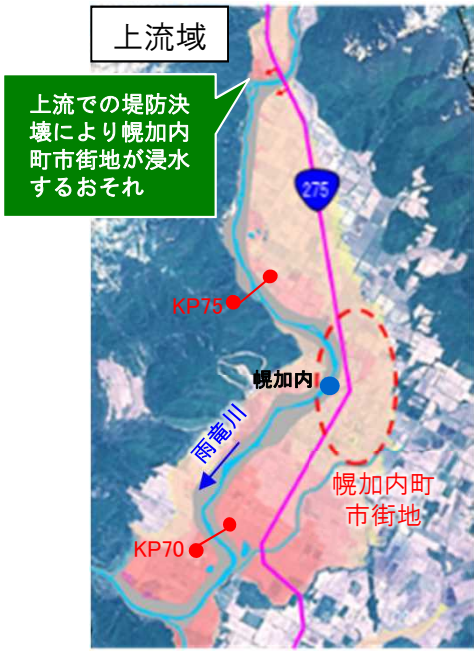 上流域
上流での堤防決
壊により幌加内
町市街地が浸水
するおそれ
275
KP75
幌加内
雨竜川
幌加内町
市街地
KP70